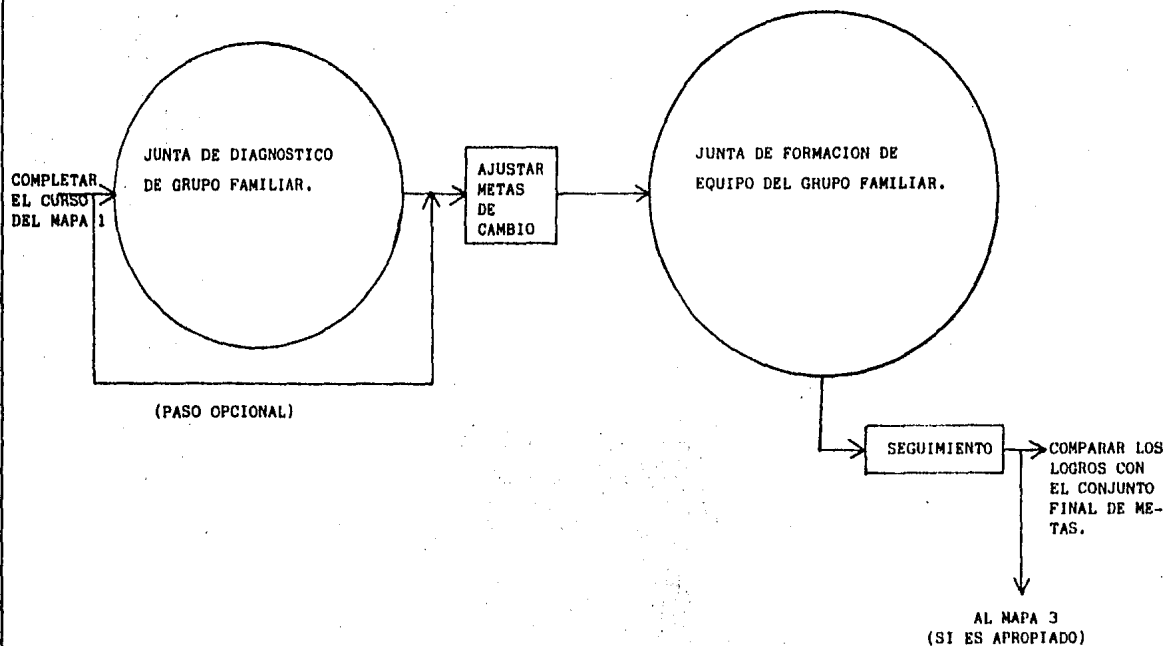 COMPLETAR
EL CURSO
DEL MAPA 1
JUNTA DE DIAGNOSTICO
DE GRUPO FAMILIAR.
(PASO OPCIONAL)
AJUSTAR
METAS
DE
CAMBIO
JUNTA DE FORMACION DE
EQUIPO DEL GRUPO FAMILIAR.
SEGUIMIENTO
COMPARAR LOS
LOGROS CON
EL CONJUNTO
FINAL DE ME-
TAS.
AL MAPA 3
(SI ES APROPIADO)